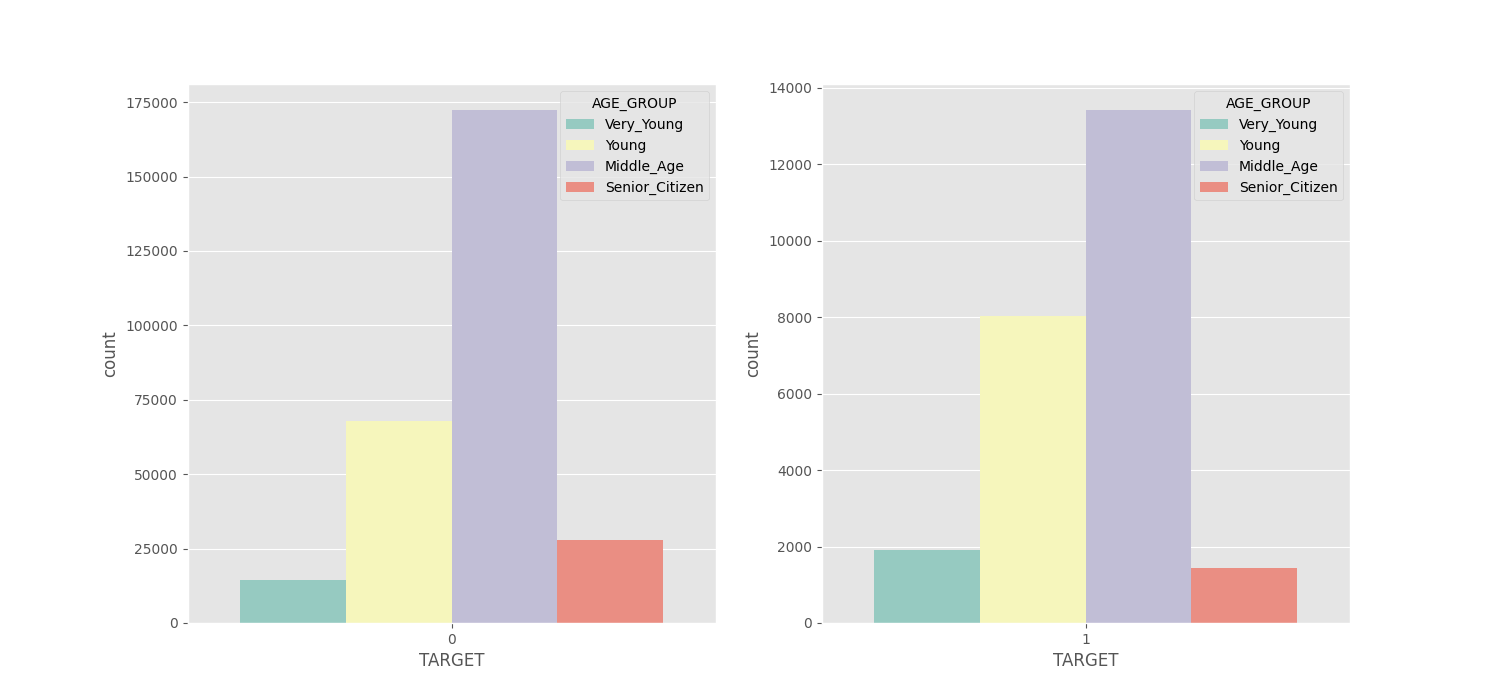 175000
150000
125000
100000
75000
50000
25000
0
count
0
TARGET
AGE_GROUP
Very_Young
Young
Middle_Age
Senior_Citizen
14000
12000
10000
8000
6000
4000
2000
0
count
1
TARGET
AGE_GROUP
Very_Young
Young
Middle_Age
Senior_Citizen